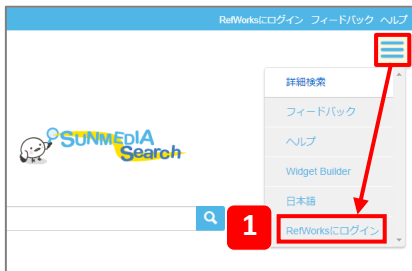 RefWorksにログイン フィードバック ヘルプ
詳細検索
フィードバック
ヘルプ
SUNMEDIA
Search
Widget Builder
日本語
1
RefWorksにログイン